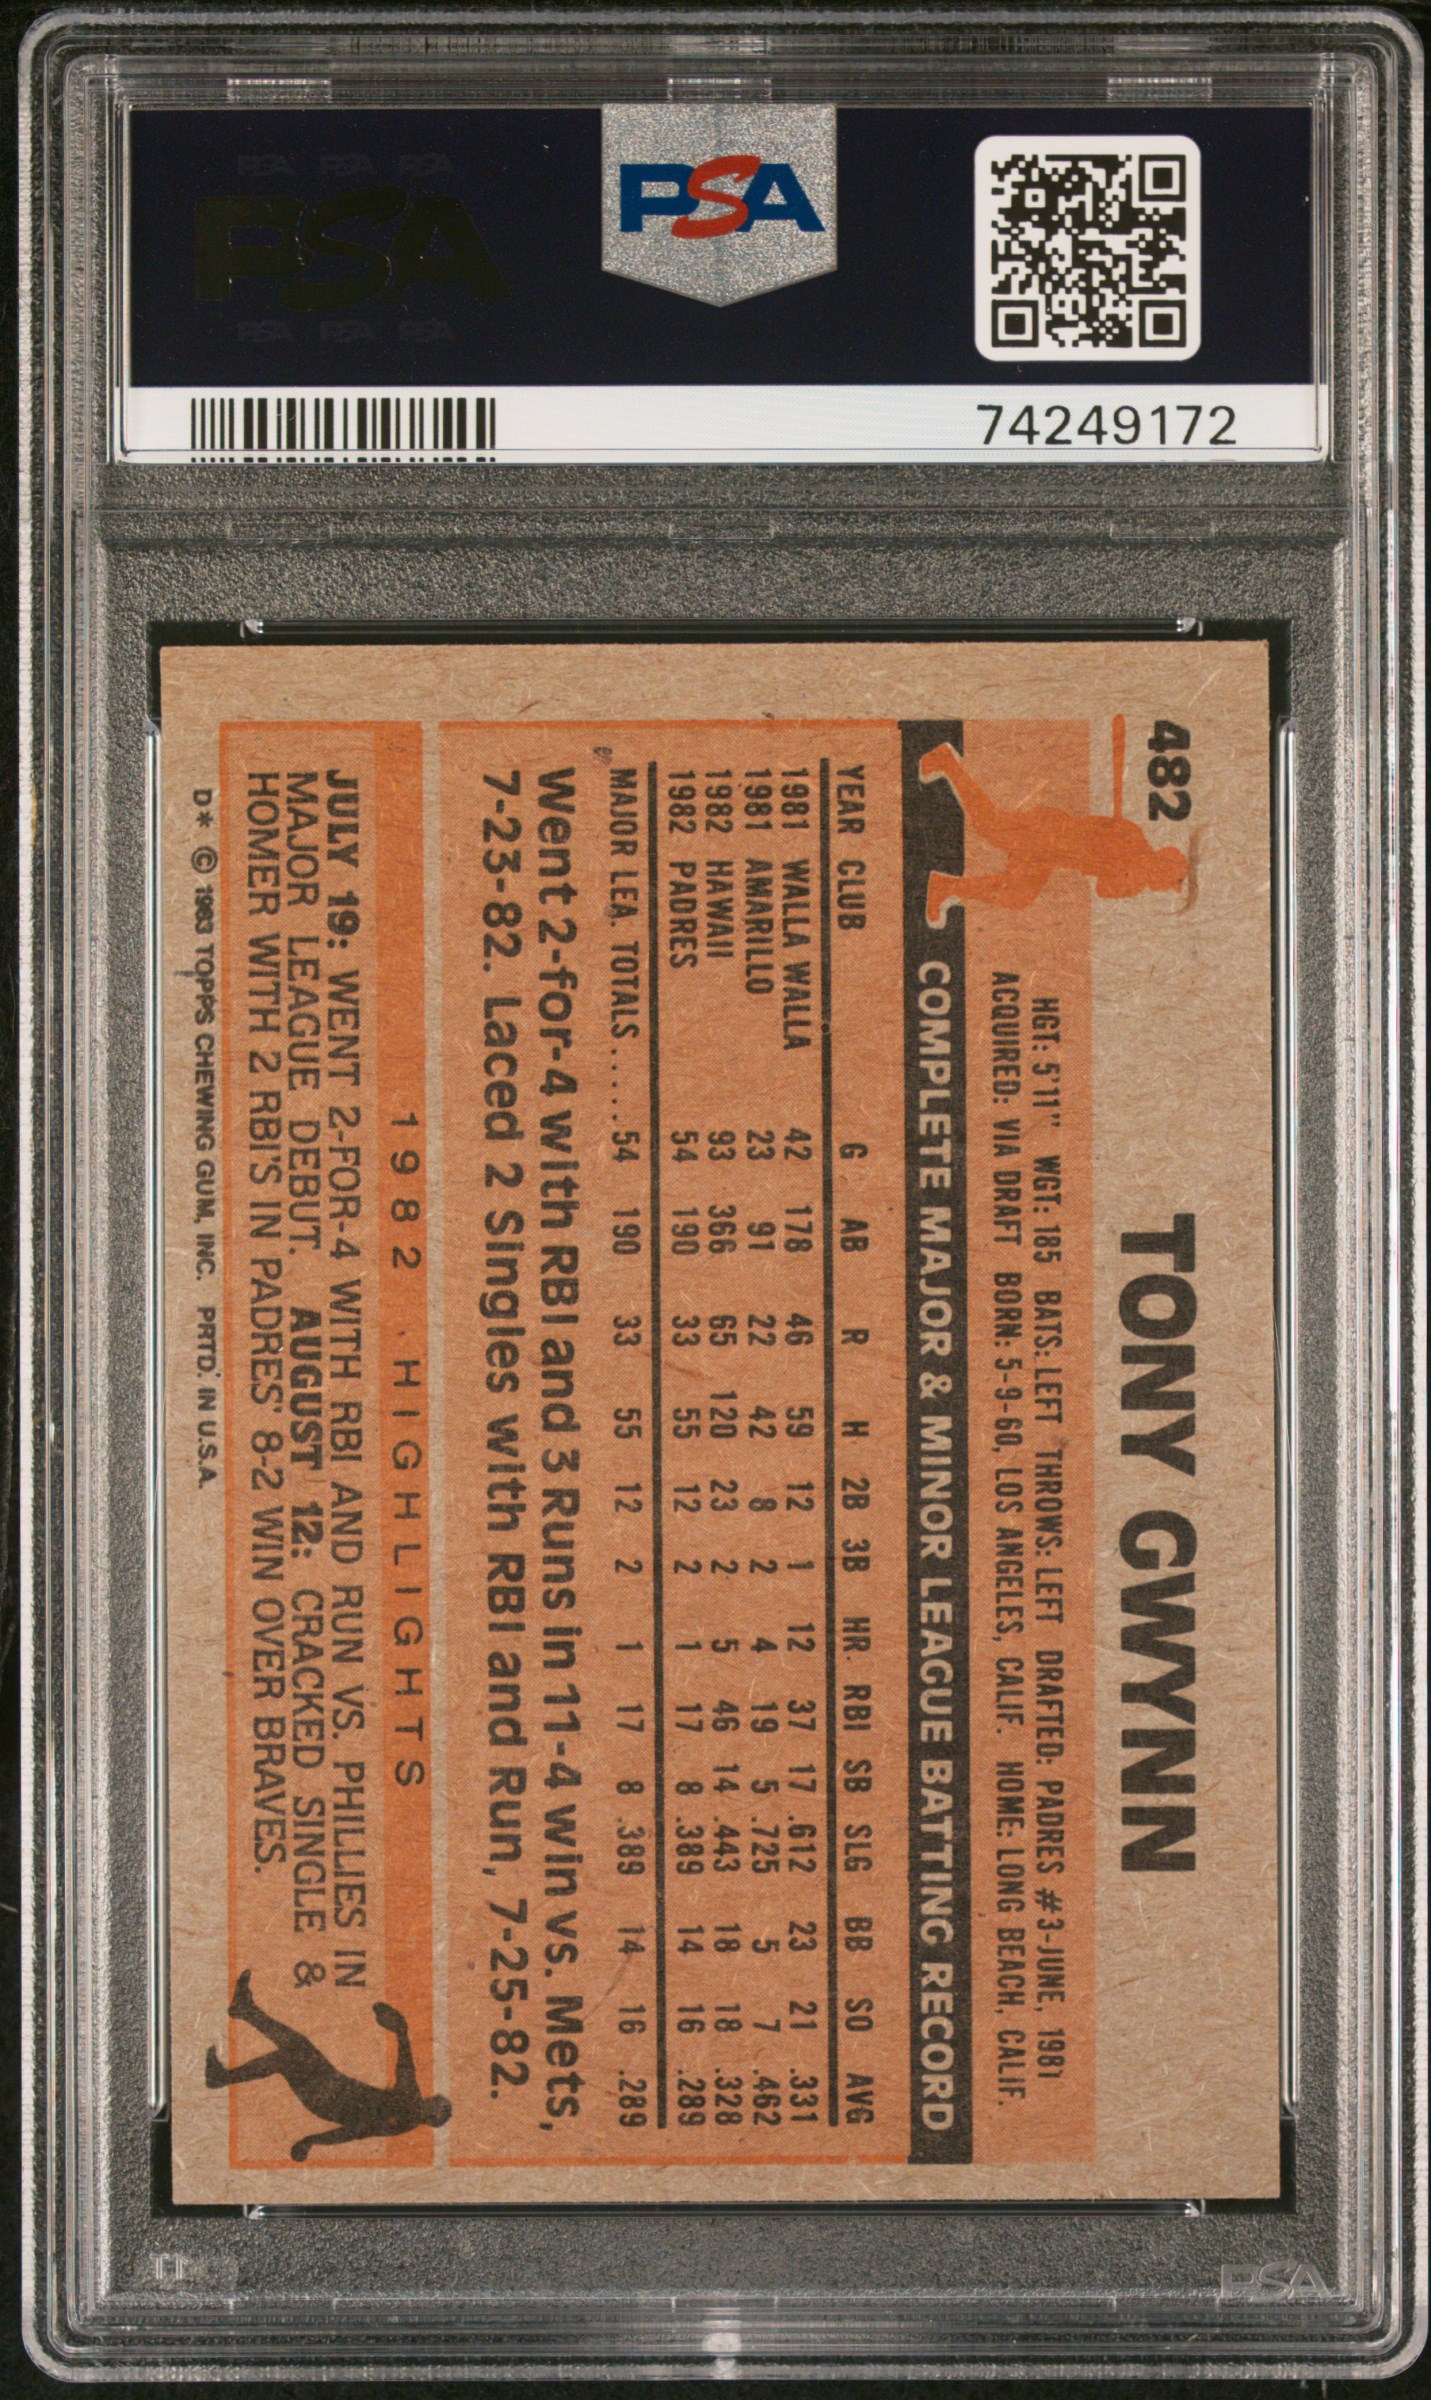 PSA PSA PSA
PSA
PSA PSA PSA
PSA
74249172
482
TONY GWYNN
HGT: 5'11" WGT: 185 BATS: LEFT THROWS: LEFT DRAFTED: PADRES #3-JUNE, 1981
ACQUIRED: VIA DRAFT BORN: 5-9-60, LOS ANGELES, CALIF. HOME: LONG BEACH, CALIF.
COMPLETE MAJOR & MINOR LEAGUE BATTING RECORD
YEAR CLUB G AB R H 2B 3B HR. RBI SB SLG BB SO AVG
1981 WALLA WALLA 42 178 46 59 12 1 12 37 17 .612 23 21 .331
1981 AMARILLO 23 91 22 42 8 2 4 19 5 .725 5 7 .462
1982 HAWAII 93 366 65 120 23 2 5 46 14 .443 18 18 .328
1982 PADRES 54 190 33 55 12 2 1 17 8 .389 14 16 .289
MAJOR LEA. TOTALS.....54 190 33 55 12 2 1 17 8 .389 14 16 .289
Went 2-for-4 with RBI and 3 Runs in 11-4 win vs. Mets,
7-23-82. Laced 2 Singles with RBI and Run, 7-25-82.
1982 HIGHLIGHTS
JULY 19: WENT 2-FOR-4 WITH RBI AND RUN VS. PHILLIES IN
MAJOR LEAGUE DEBUT. AUGUST 12: CRACKED SINGLE &
HOMER WITH 2 RBI'S IN PADRES' 8-2 WIN OVER BRAVES.
D* © 1983 TOPPS CHEWING GUM, INC. PRTD. IN U.S.A.
PSA